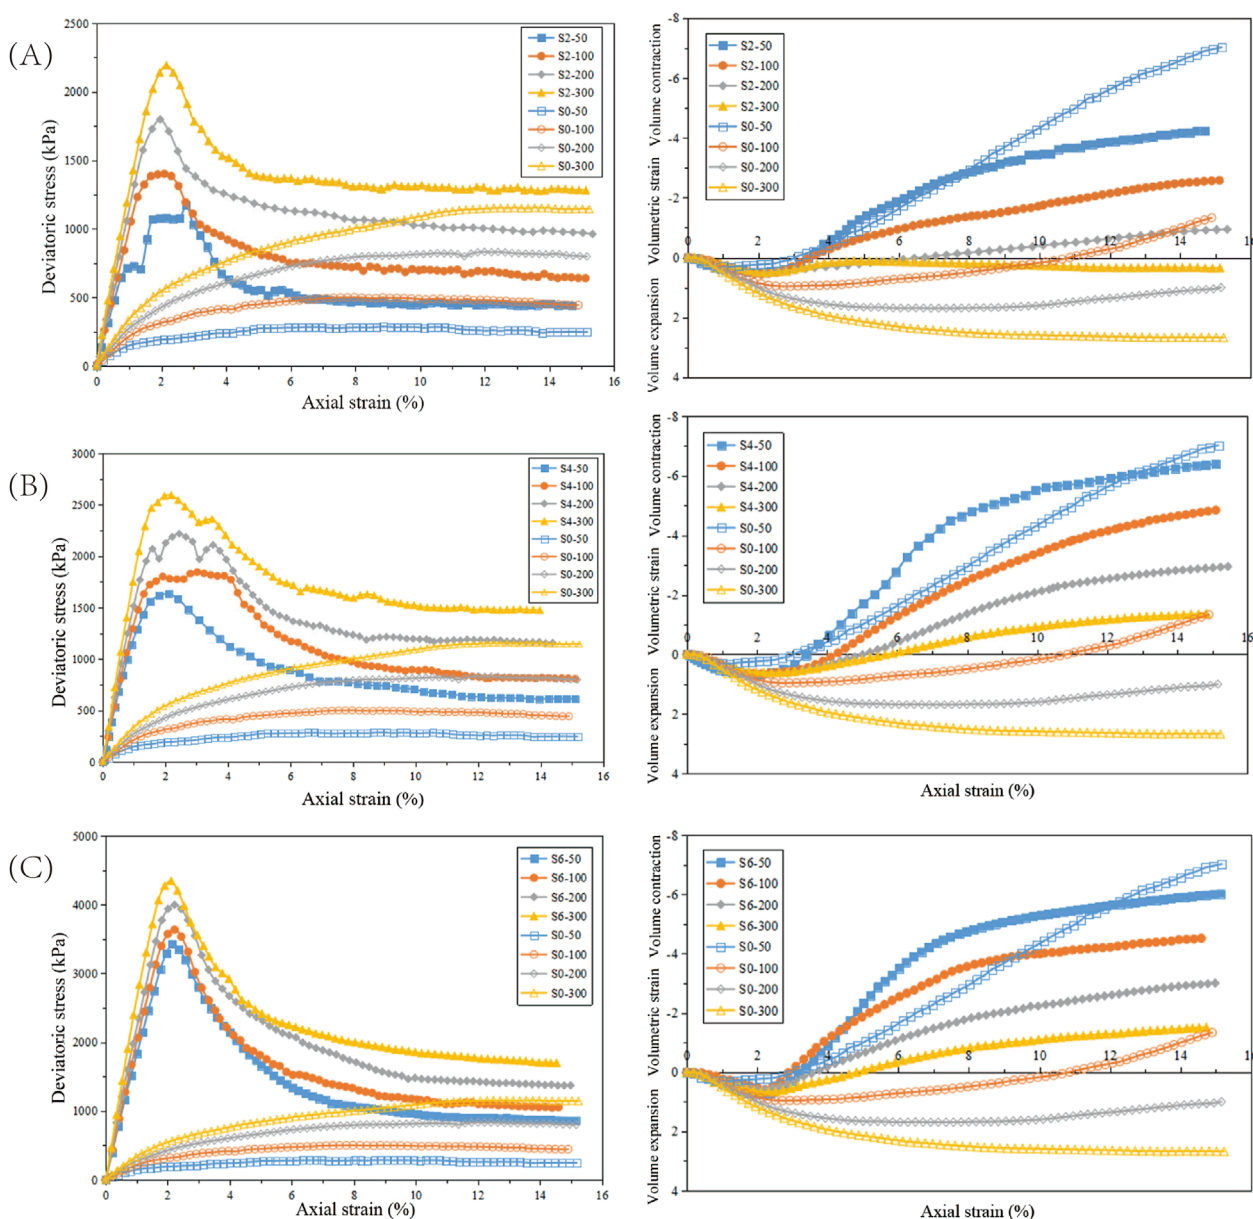 (A)
2500
2000
1500
1000
500
0
0 2 4 6 8 10 12 14 16
Deviatoric stress (kPa)
Axial strain (%)
S2-50
S2-100
S2-200
S2-300
S0-50
S0-100
S0-200
S0-300
-8
-6
-4
-2
0
2
4
0 2 4 6 8 10 12 14 16
Volume contraction
Volumetric strain
Volume expansion
S2-50
S2-100
S2-200
S2-300
S0-50
S0-100
S0-200
S0-300
(B)
3000
2500
2000
1500
1000
500
0
0 2 4 6 8 10 12 14 16
Deviatoric stress (kPa)
Axial strain (%)
S4-50
S4-100
S4-200
S4-300
S0-50
S0-100
S0-200
S0-300
-8
-6
-4
-2
0
2
4
0 2 4 6 8 10 12 14 16
Volume contraction
Volumetric strain
Volume expansion
Axial strain (%)
S4-50
S4-100
S4-200
S4-300
S0-50
S0-100
S0-200
S0-300
(C)
5000
4000
3000
2000
1000
0
0 2 4 6 8 10 12 14 16
Deviatoric stress (kPa)
Axial strain (%)
S6-50
S6-100
S6-200
S6-300
S0-50
S0-100
S0-200
S0-300
-8
-6
-4
-2
0
2
4
0 2 4 6 8 10 12 14 16
Volume contraction
Volumetric strain
Volume expansion
Axial strain (%)
S6-50
S6-100
S6-200
S6-300
S0-50
S0-100
S0-200
S0-300